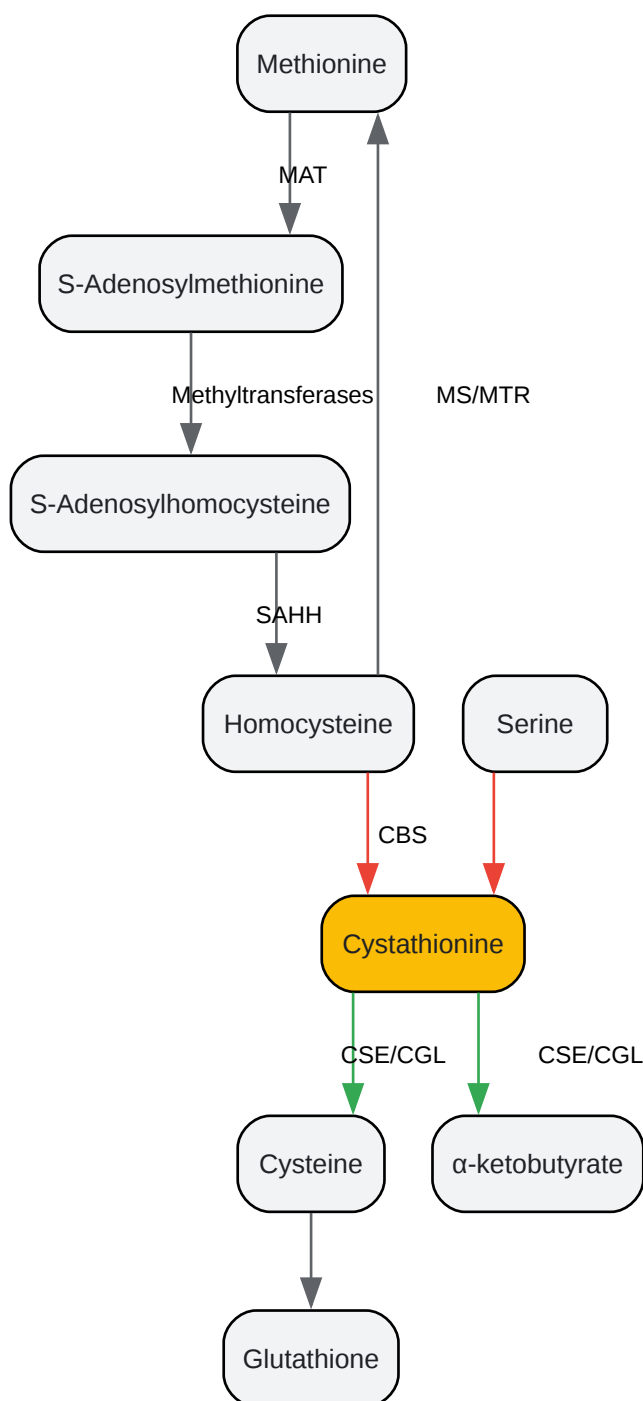 Methionine
MAT
S-Adenosylmethionine
Methyltransferases
MS/MTR
S-Adenosylhomocysteine
SAHH
Homocysteine
Serine
CBS
Cystathionine
CSE/CGL
CSE/CGL
Cysteine
α-ketobutyrate
Glutathione